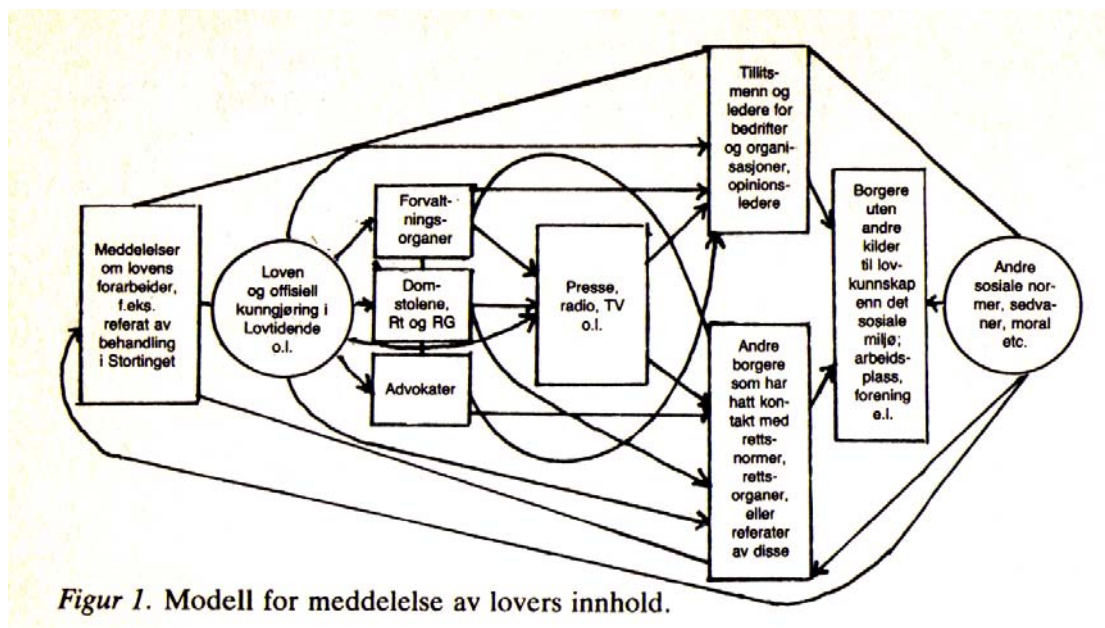 Meddelelser
om lovens
forarbeider,
f.eks.
referat av
behandling
i Stortinget
Loven
og offisiell
kunngjøring i
Lovtidende
o.l.
Forvalt-
nings-
organer
Dom-
stolene,
Rt og RG
Advokater
Presse,
radio, TV
o.l.
Tillits-
menn og
ledere for
bedrifter
og organi-
sasjoner,
opinions-
ledere
Andre
borgere
som har
hatt kon-
takt med
retts-
normer,
retts-
organer,
eller
referater
av disse
Borgere
uten
andre
kilder
til lov-
kunnskap
enn det
sosiale
miljø;
arbeids-
plass,
forening
e.l.
Andre
sosiale nor-
mer, sedva-
ner, moral
etc.
Figur 1. Modell for meddelelse av lovers innhold.